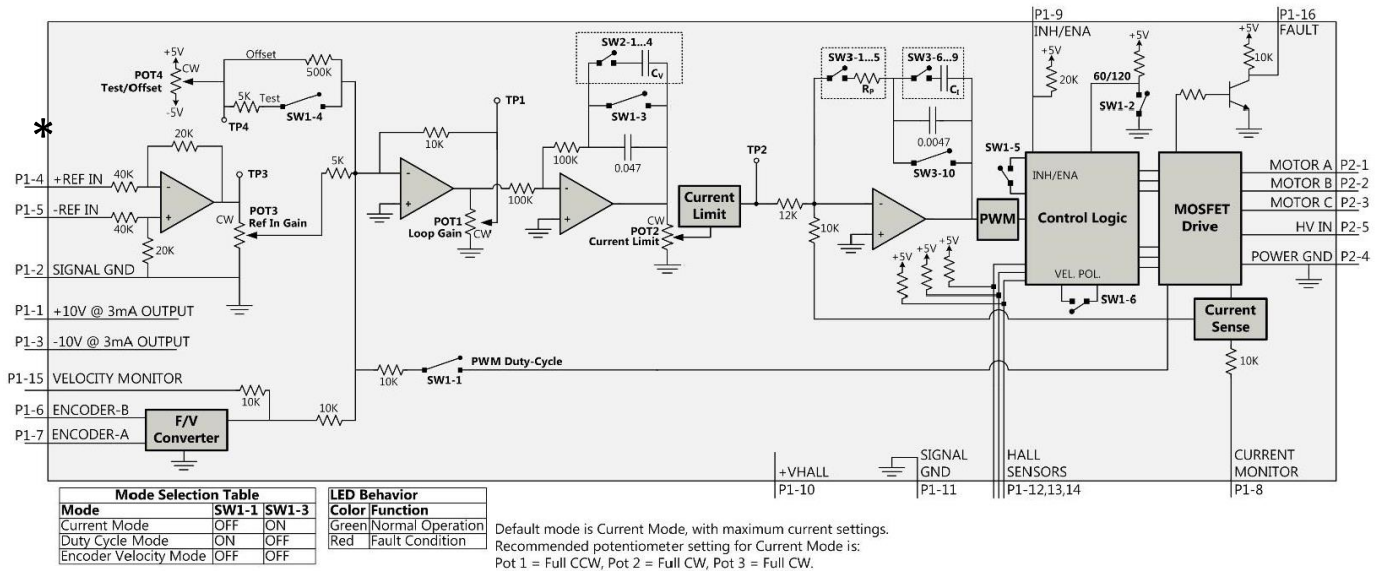 P1-9
INH/ENA
P1-16
FAULT
+5V
CW
-5V
POT4
Test/Offset
Offset
500K
5K
Test
SW1-4
TP4
SW2-1...4
Cv
SW1-3
0.047
100K
SW3-1...5
RP
SW3-6...9
CI
0.0047
SW3-10
+5V
20K
60/120
+5V
SW1-2
+5V
10K
*
20K
P1-4 +REF IN
40K
-
+
TP3
P1-5 -REF IN
40K
20K
CW
POT3
Ref In Gain
P1-2 SIGNAL GND
5K
10K
TP1
-
+
POT1
Loop Gain
CW
100K
-
+
CW
POT2
Current Limit
Current
Limit
TP2
12K
10K
-
+
PWM
SW1-5
INH/ENA
Control Logic
VEL. POL.
SW1-6
+5V
+5V
+5V
MOSFET
Drive
MOTOR A P2-1
MOTOR B P2-2
MOTOR C P2-3
HV IN P2-5
POWER GND P2-4
Current
Sense
10K
P1-1 +10V @ 3mA OUTPUT
P1-3 -10V @ 3mA OUTPUT
P1-15 VELOCITY MONITOR
10K
P1-6 ENCODER-B
P1-7 ENCODER-A
F/V
Converter
10K
10K
SW1-1
PWM Duty-Cycle
+VHALL
P1-10
SIGNAL
GND
P1-11
HALL
SENSORS
P1-12,13,14
CURRENT
MONITOR
P1-8
Mode Selection Table
Mode SW1-1 SW1-3
Current Mode OFF ON
Duty Cycle Mode ON OFF
Encoder Velocity Mode OFF OFF
LED Behavior
Color Function
Green Normal Operation
Red Fault Condition
Default mode is Current Mode, with maximum current settings.
Recommended potentiometer setting for Current Mode is:
Pot 1 = Full CCW, Pot 2 = Full CW, Pot 3 = Full CW.